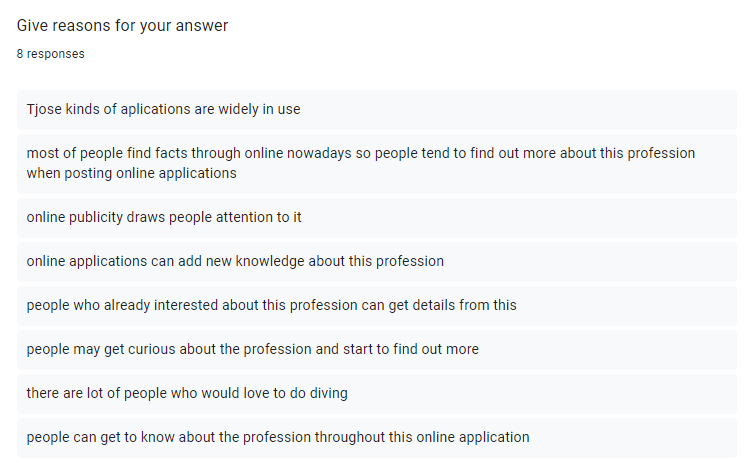 Give reasons for your answer
8 responses
Tjose kinds of aplications are widely in use
most of people find facts through online nowadays so people tend to find out more about this profession
when posting online applications
online publicity draws people attention to it
online applications can add new knowledge about this profession
people who already interested about this profession can get details from this
people may get curious about the profession and start to find out more
there are lot of people who would love to do diving
people can get to know about the profession throughout this online application